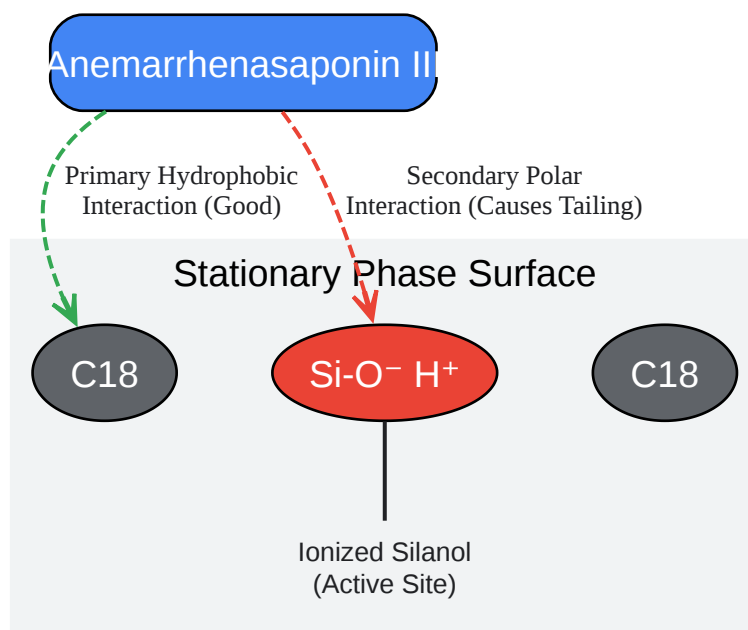 Anemarrhenasaponin III
Primary Hydrophobic
Interaction (Good)
Secondary Polar
Interaction (Causes Tailing)
Stationary Phase Surface
C18
Si-O⁻ H⁺
C18
Ionized Silanol
(Active Site)